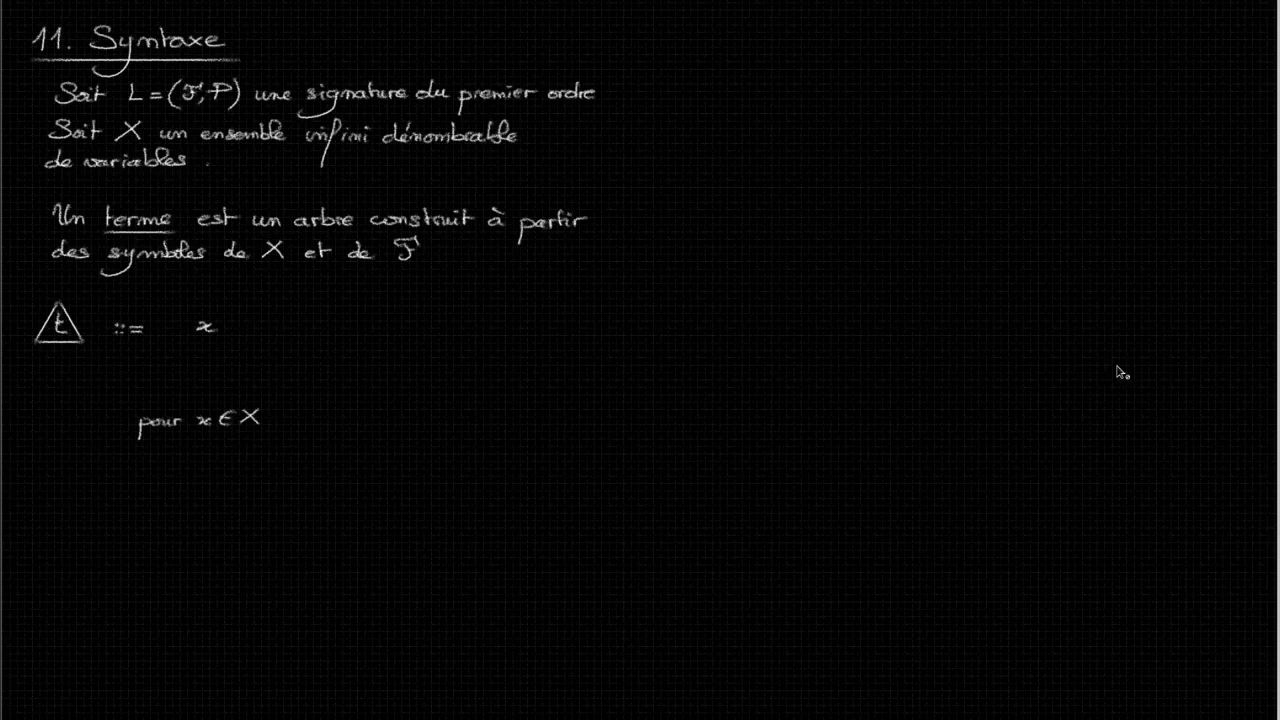 11. Syntaxe
Soit L = (F, P) une signature du premier ordre
Soit X un ensemble infini dénombrable
de variables .
Un terme est un arbre construit à partir
des symboles de X et de F
t ::= x
pour x ∈ X